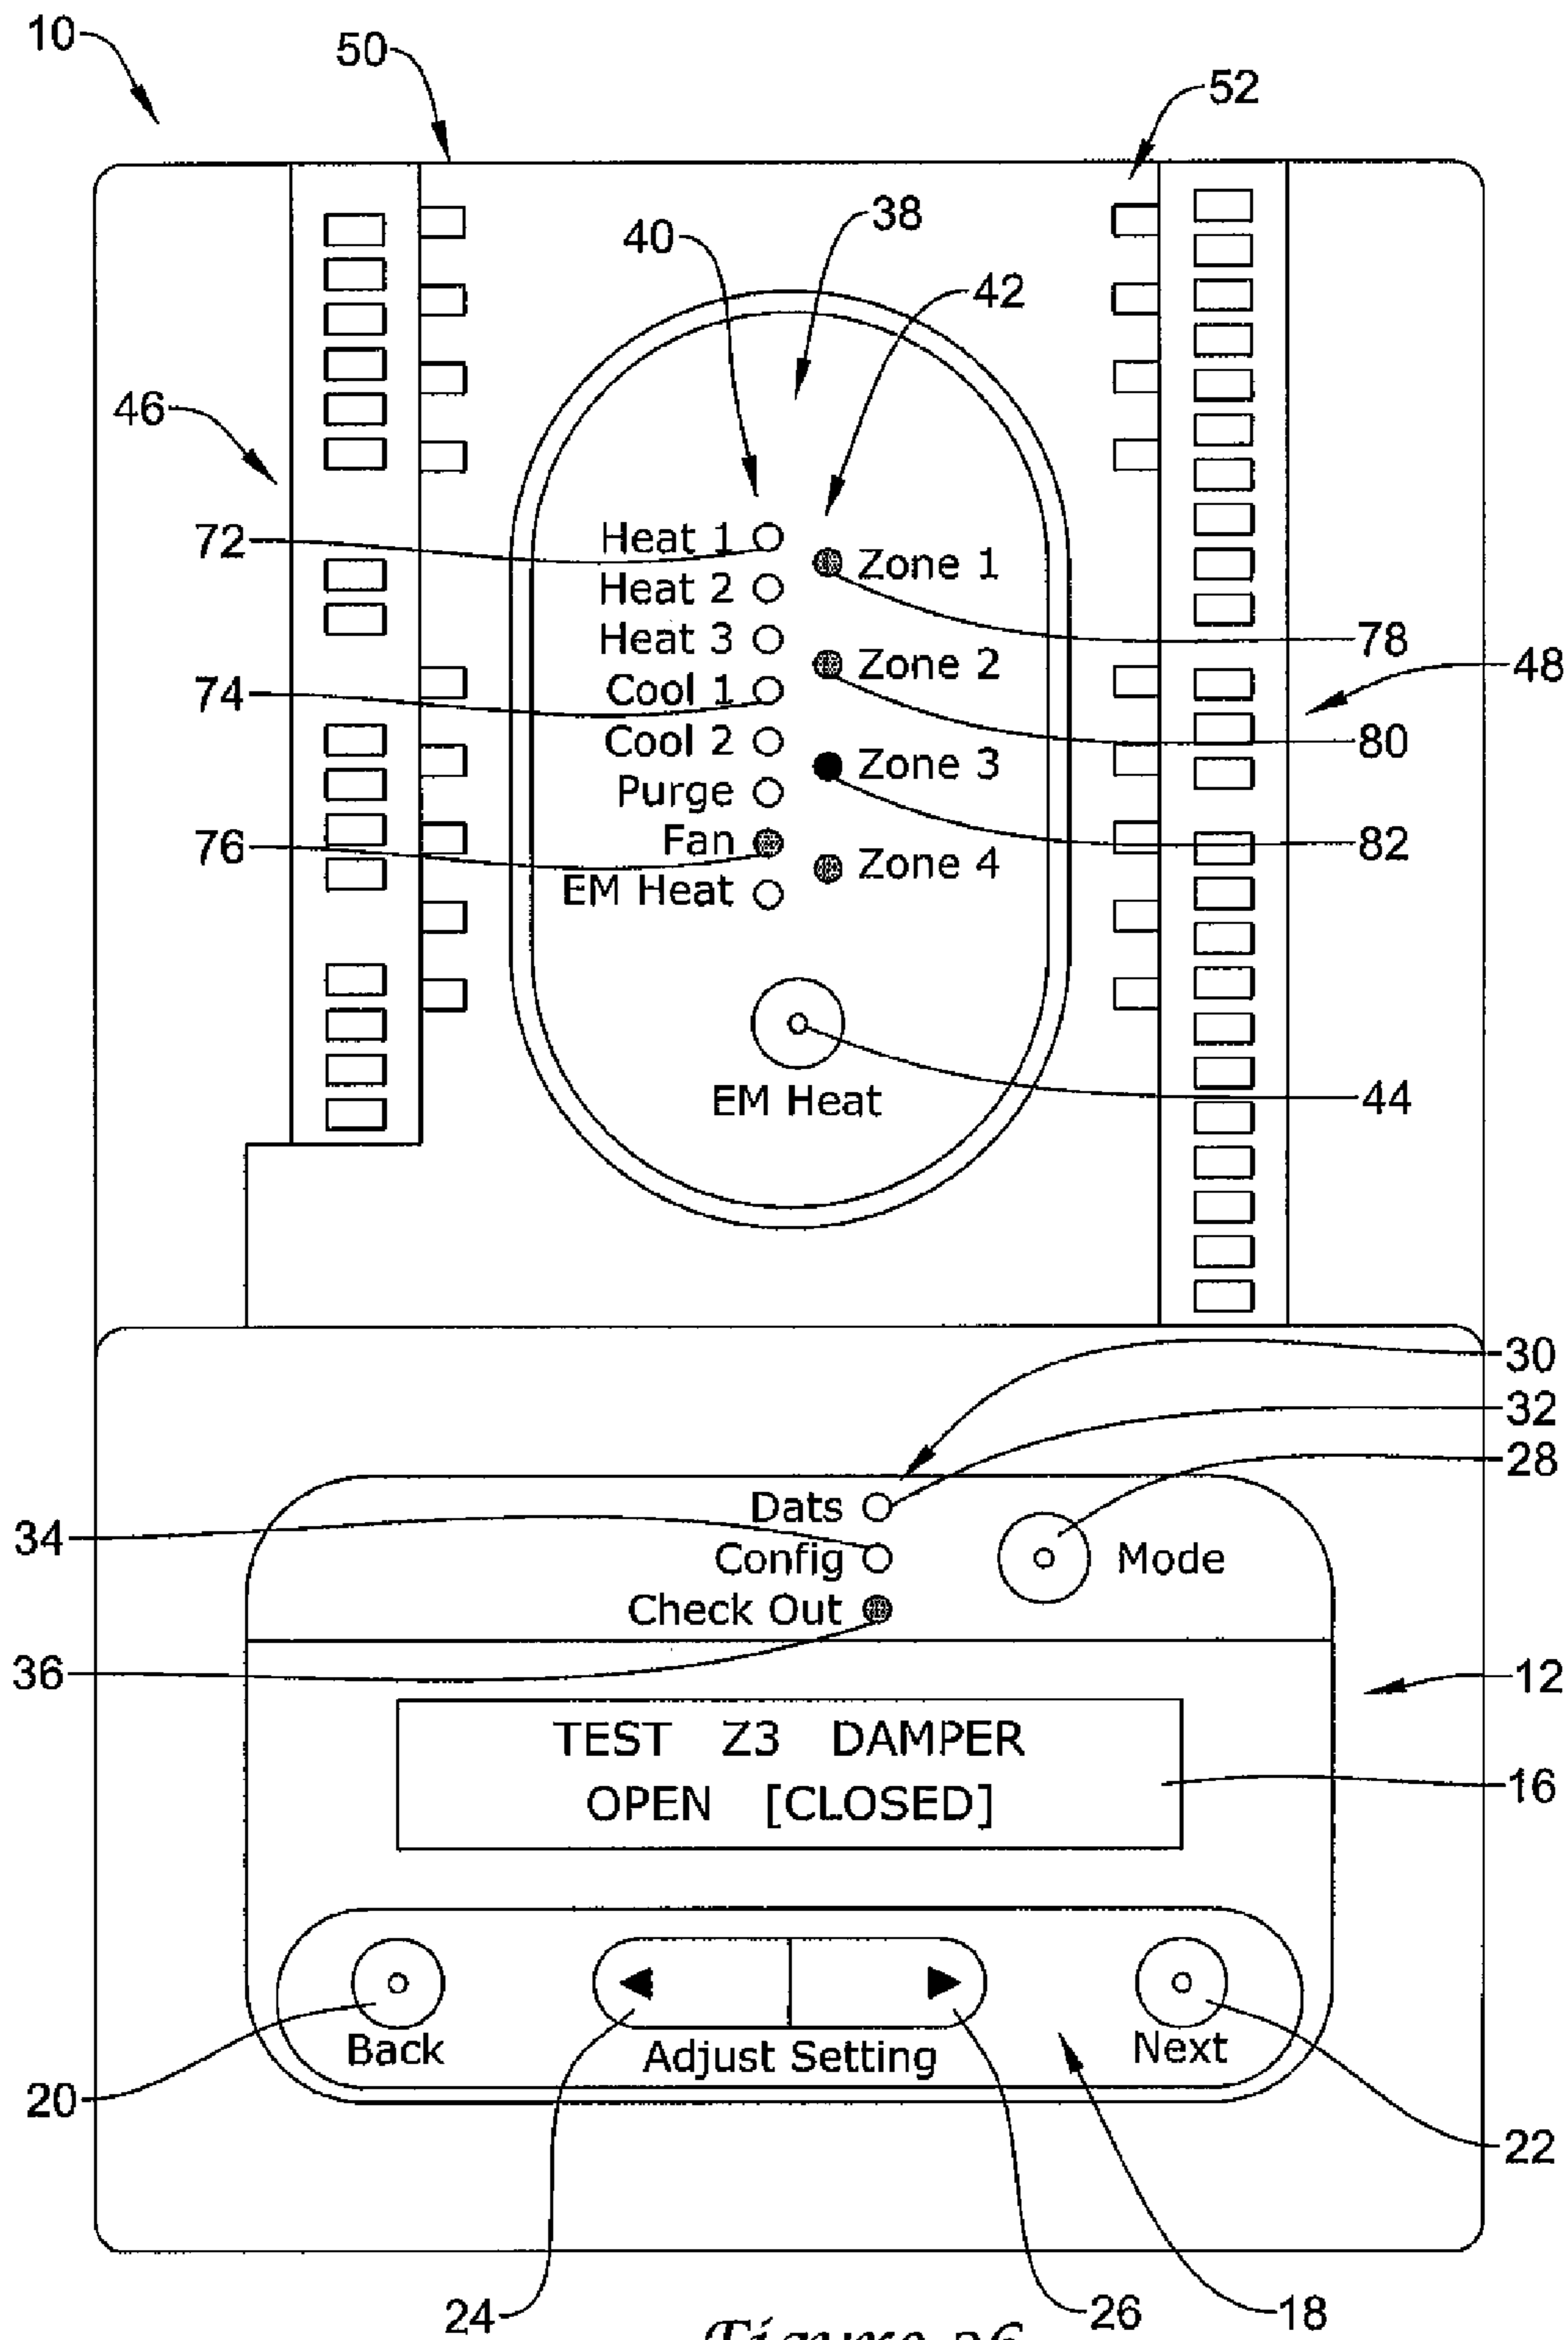 10
50
52
38
40
42
46
72
Heat 1
Zone 1
Heat 2
78
Heat 3
Zone 2
48
74
Cool 1
80
Cool 2
Zone 3
Purge
76
Fan
82
Zone 4
EM Heat
44
EM Heat
30
32
28
Dats
34
Config
Mode
Check Out
36
12
TEST Z3 DAMPER
16
OPEN [CLOSED]
Back
Adjust Setting
Next
20
22
24
26
18
Figure 26